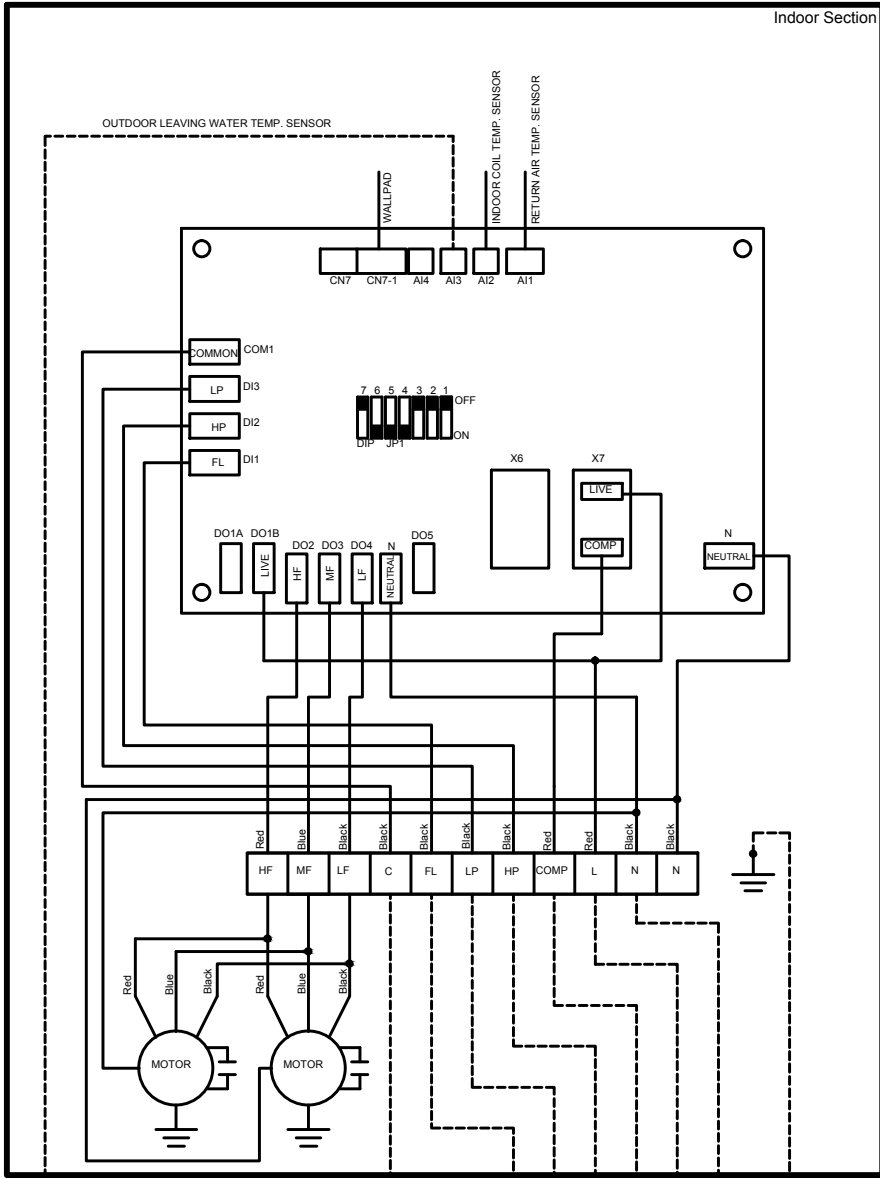 Indoor Section
OUTDOOR LEAVING WATER TEMP. SENSOR
WALLPAD
INDOOR COIL TEMP. SENSOR
RETURN AIR TEMP. SENSOR
CN7 CN7-1 AI4 AI3 AI2 AI1
COMMON COM1
LP DI3
HP DI2
FL DI1
7 6 5 4 3 2 1
OFF
ON
DIP JP1
X6 X7
LIVE
COMP
N
NEUTRAL
DO1A DO1B DO2 DO3 DO4 N DO5
LIVE HF MF LF NEUTRAL
Red Blue Black Black Black Black Black Red Red Black Black
HF MF LF C FL LP HP COMP L N N
Red Blue Black Red Blue Black
MOTOR MOTOR